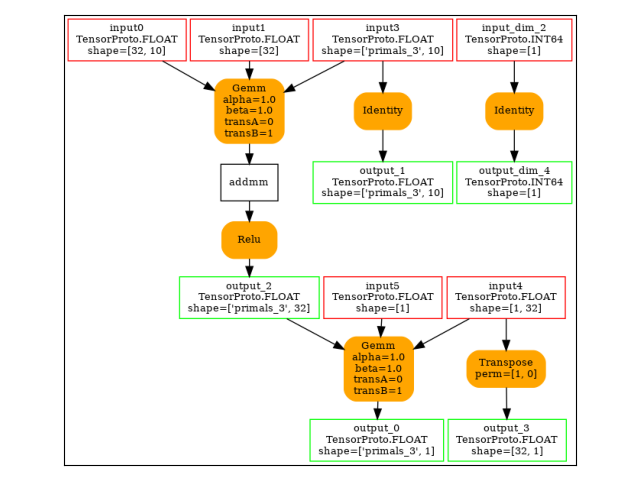 input0
TensorProto.FLOAT
shape=[32, 10]
input1
TensorProto.FLOAT
shape=[32]
input3
TensorProto.FLOAT
shape=['primals_3', 10]
input_dim_2
TensorProto.INT64
shape=[1]
Gemm
alpha=1.0
beta=1.0
transA=0
transB=1
Identity
Identity
addmm
output_1
TensorProto.FLOAT
shape=['primals_3', 10]
output_dim_4
TensorProto.INT64
shape=[1]
Relu
output_2
TensorProto.FLOAT
shape=['primals_3', 32]
input5
TensorProto.FLOAT
shape=[1]
input4
TensorProto.FLOAT
shape=[1, 32]
Gemm
alpha=1.0
beta=1.0
transA=0
transB=1
Transpose
perm=[1, 0]
output_0
TensorProto.FLOAT
shape=['primals_3', 1]
output_3
TensorProto.FLOAT
shape=[32, 1]